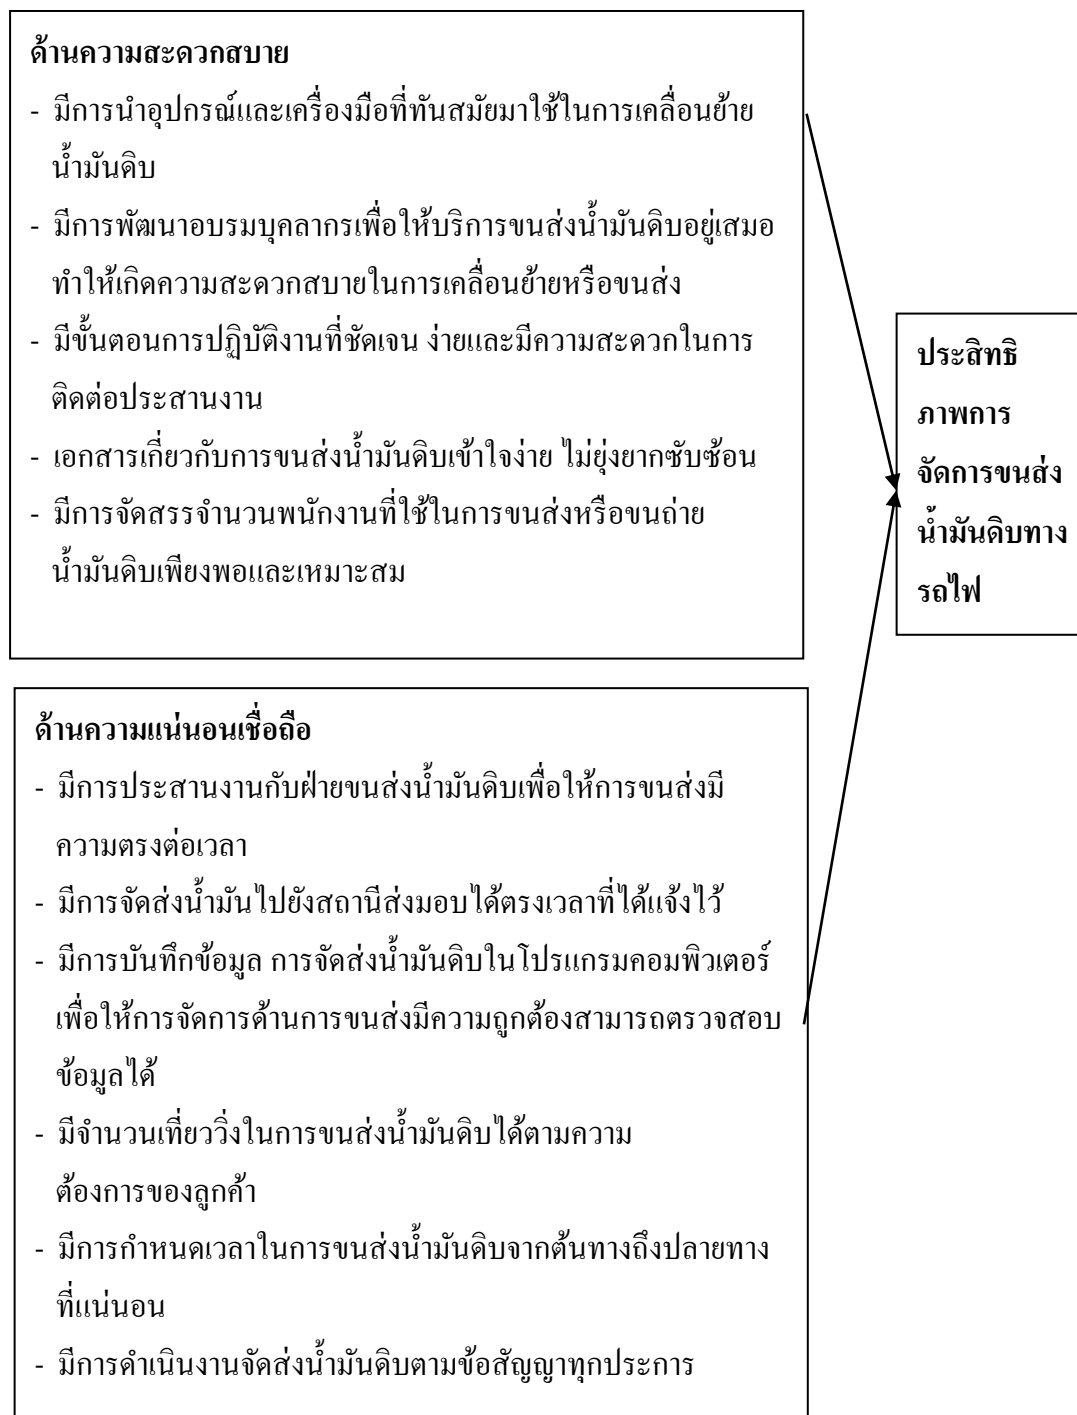 ด้านความสะดวกสบาย
- มีการนำอุปกรณ์และเครื่องมือที่ทันสมัยมาใช้ในการเคลื่อนย้าย
น้ำมันดิบ
- มีการพัฒนาอบรมบุคลากรเพื่อให้บริการขนส่งน้ำมันดิบอยู่เสมอ
ทำให้เกิดความสะดวกสบายในการเคลื่อนย้ายหรือขนส่ง
- มีขั้นตอนการปฏิบัติงานที่ชัดเจน ง่ายและมีความสะดวกในการ
ติดต่อประสานงาน
- เอกสารเกี่ยวกับการขนส่งน้ำมันดิบเข้าใจง่าย ไม่ยุ่งยากซับซ้อน
- มีการจัดสรรจำนวนพนักงานที่ใช้ในการขนส่งหรือขนถ่าย
น้ำมันดิบเพียงพอและเหมาะสม
ประสิทธิ
ภาพการ
จัดการขนส่ง
น้ำมันดิบทาง
รถไฟ
ด้านความแน่นอนเชื่อถือ
- มีการประสานงานกับฝ่ายขนส่งน้ำมันดิบเพื่อให้การขนส่งมี
ความตรงต่อเวลา
- มีการจัดส่งน้ำมันไปยังสถานีส่งมอบได้ตรงเวลาที่ได้แจ้งไว้
- มีการบันทึกข้อมูล การจัดส่งน้ำมันดิบในโปรแกรมคอมพิวเตอร์
เพื่อให้การจัดการด้านการขนส่งมีความถูกต้องสามารถตรวจสอบ
ข้อมูลได้
- มีจำนวนเที่ยววิ่งในการขนส่งน้ำมันดิบได้ตามความ
ต้องการของลูกค้า
- มีการกำหนดเวลาในการขนส่งน้ำมันดิบจากต้นทางถึงปลายทาง
ที่แน่นอน
- มีการดำเนินงานจัดส่งน้ำมันดิบตามข้อสัญญาทุกประการ